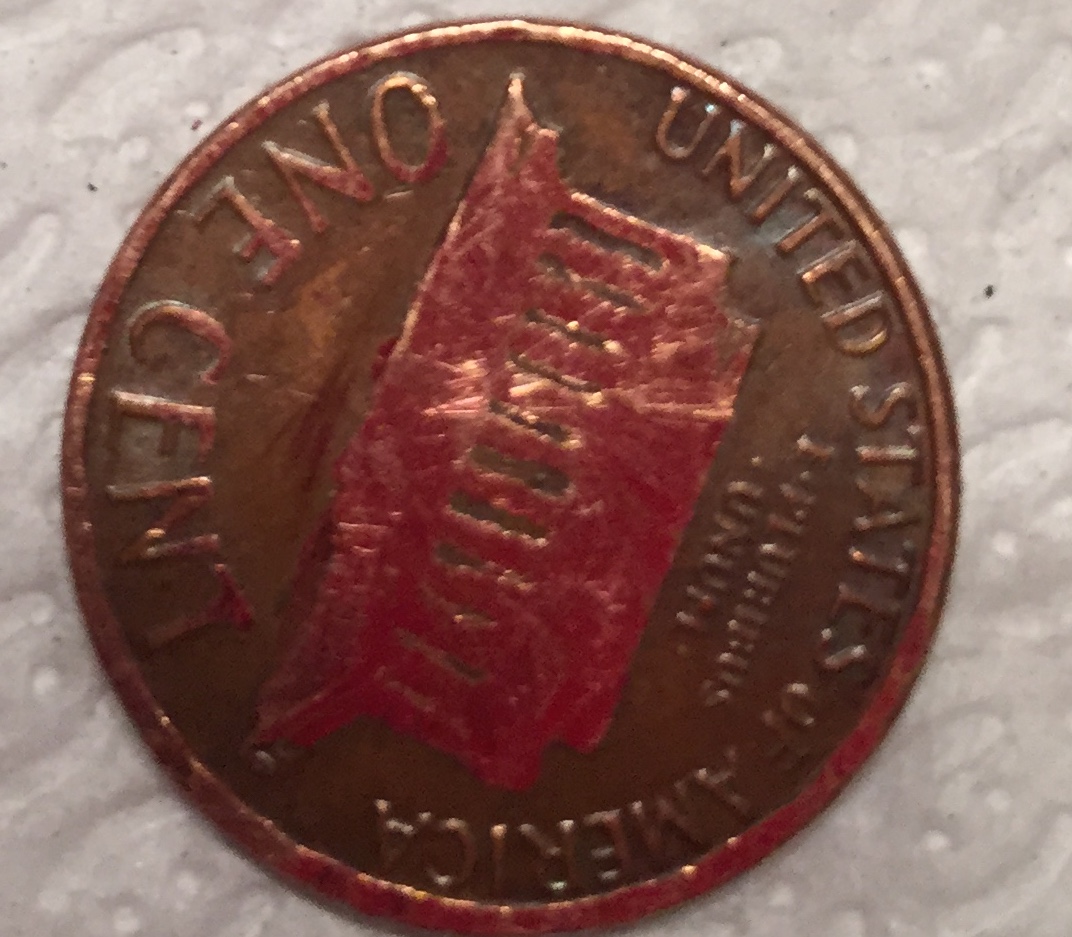 UNITED STATES OF AMERICA
E PLURIBUS
UNUM
ONE CENT